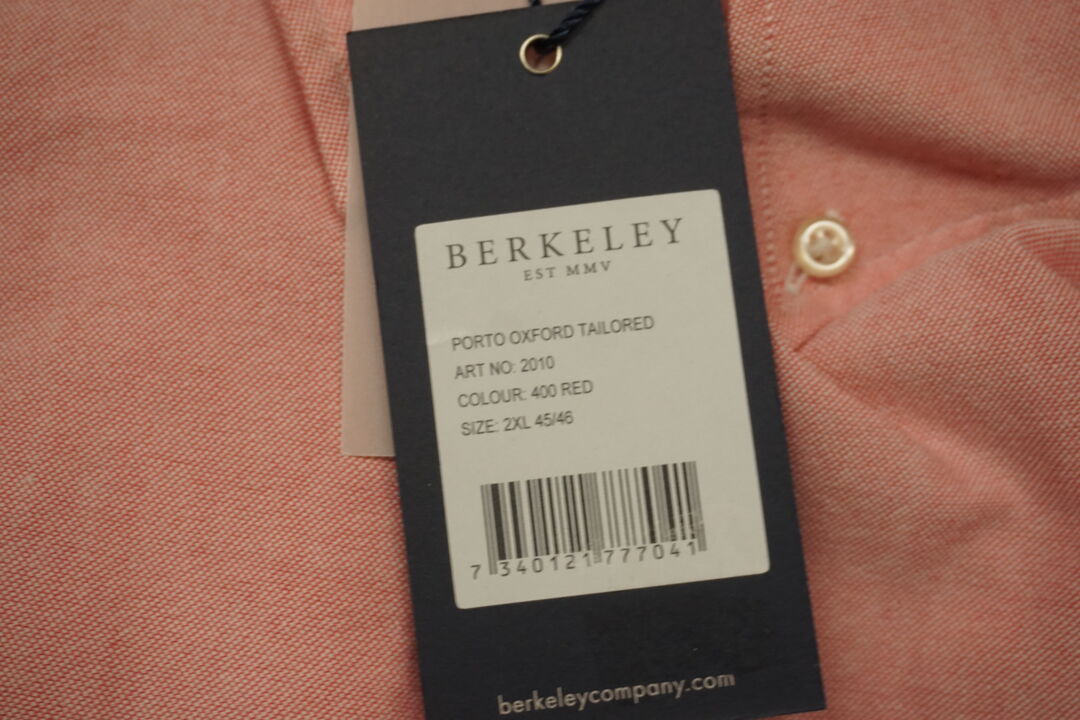 BERKELEY
EST MMV
PORTO OXFORD TAILORED
ART NO: 2010
COLOUR: 400 RED
SIZE: 2XL 45/46
7 340121 777041
berkeleycompany.com